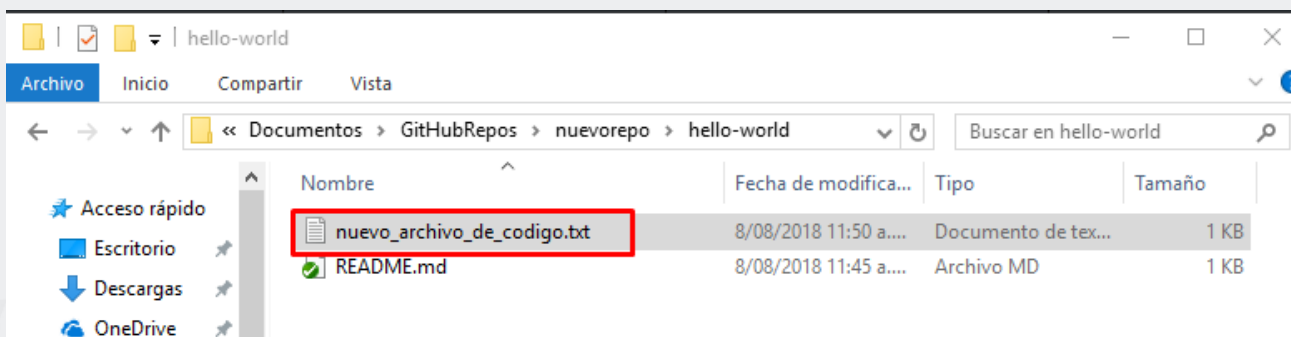 hello-world
Archivo Inicio Compartir Vista
« Documentos > GitHubRepos > nuevorepo > hello-world Buscar en hello-world
Nombre Fecha de modifica... Tipo Tamaño
Acceso rápido
nuevo_archivo_de_codigo.txt 8/08/2018 11:50 a.... Documento de tex... 1 KB
Escritorio
README.md 8/08/2018 11:45 a.... Archivo MD 1 KB
Descargas
OneDrive